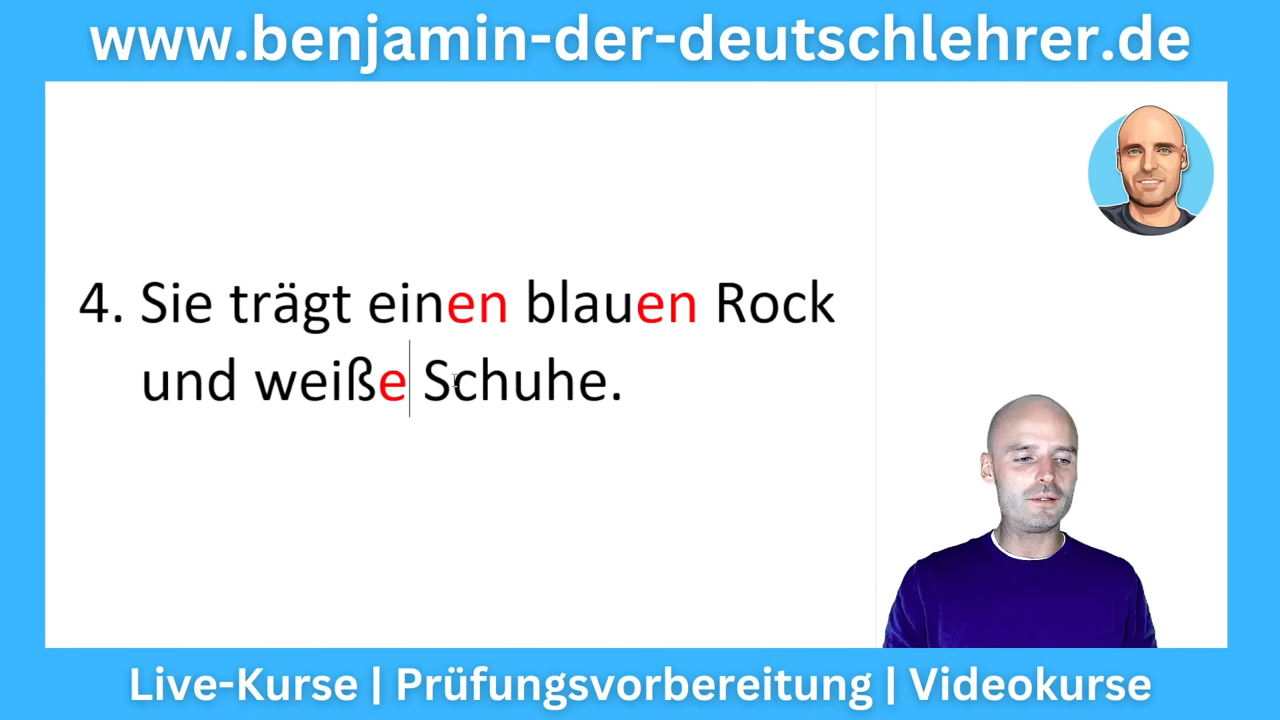 www.benjamin-der-deutschlehrer.de
4. Sie trägt einen blauen Rock
und weiße Schuhe.
Live-Kurse | Prüfungsvorbereitung | Videokurse